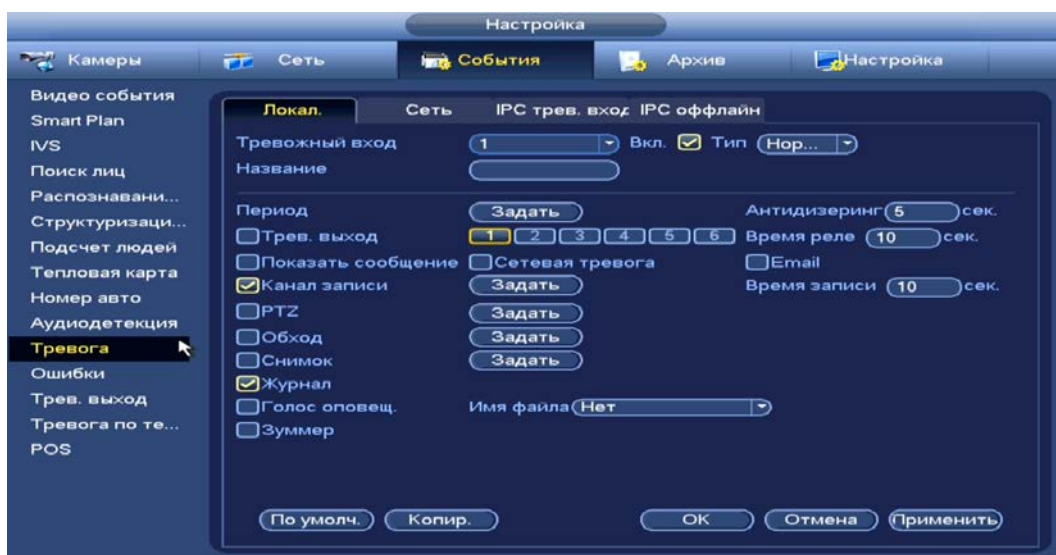 Настройка
Камеры Сеть События Архив Настройка
Видео события
Smart Plan
IVS
Поиск лиц
Распознавани...
Структуризаци...
Подсчет людей
Тепловая карта
Номер авто
Аудиодетекция
Тревога
Ошибки
Трев. выход
Тревога по те...
POS
Локал. Сеть IPC трев. вход IPC оффлайн
Тревожный вход 1 Вкл. Тип Нор...
Название
Период Задать Антидизеринг 5 сек.
Трев. выход 1 2 3 4 5 6 Время реле 10 сек.
Показать сообщение Сетевая тревога Email
Канал записи Задать Время записи 10 сек.
PTZ Задать
Обход Задать
Снимок Задать
Журнал
Голос оповещ. Имя файла Нет
Зуммер
По умолч. Копир. OK Отмена Применить